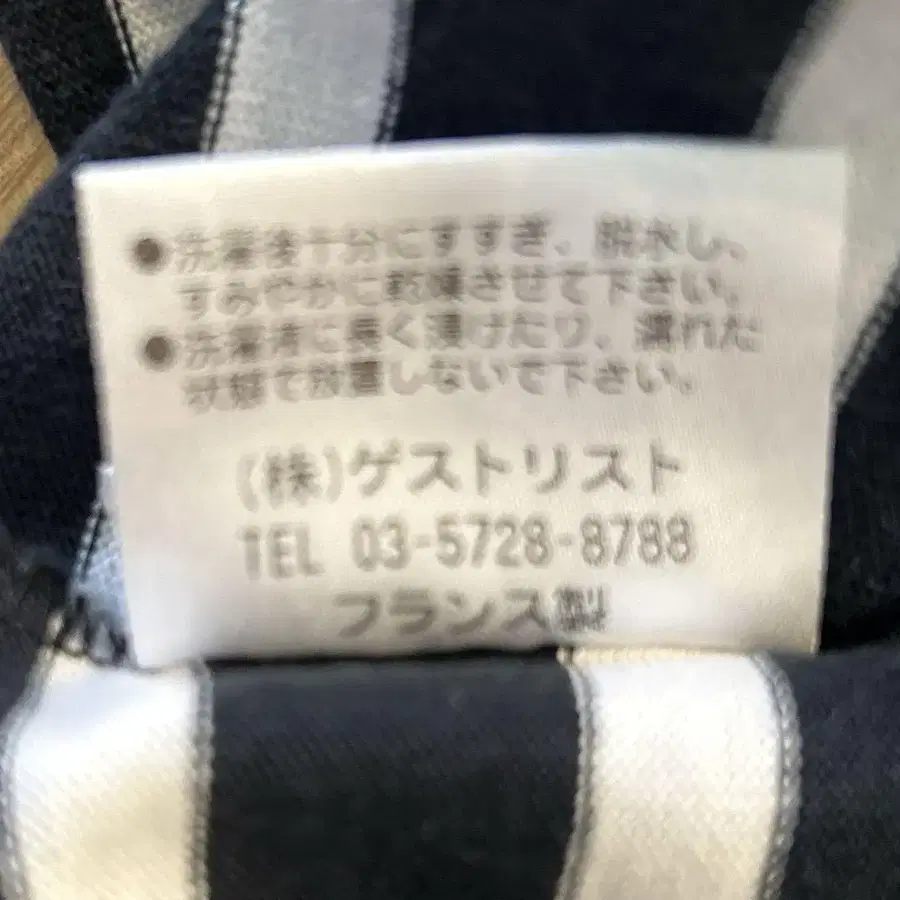 ●洗濯後十分にすすぎ、脱水し、
すみやかに乾燥させて下さい。
●洗濯液に長く浸けたり、濡れた
状態で放置しないで下さい。
(株)ゲストリスト
TEL 03-5728-8788
フランス製